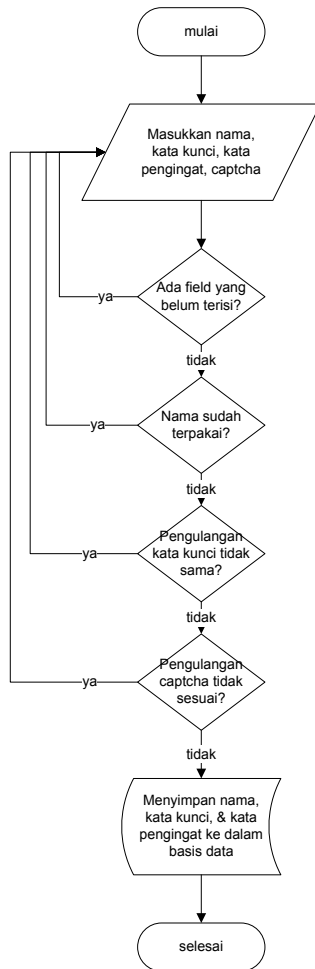 mulai
Masukkan nama,
kata kunci, kata
pengingat, captcha
Ada field yang
belum terisi?
ya
tidak
Nama sudah
terpakai?
ya
tidak
Pengulangan
kata kunci tidak
sama?
ya
tidak
Pengulangan
captcha tidak
sesuai?
ya
tidak
Menyimpan nama,
kata kunci, & kata
pengingat ke dalam
basis data
selesai